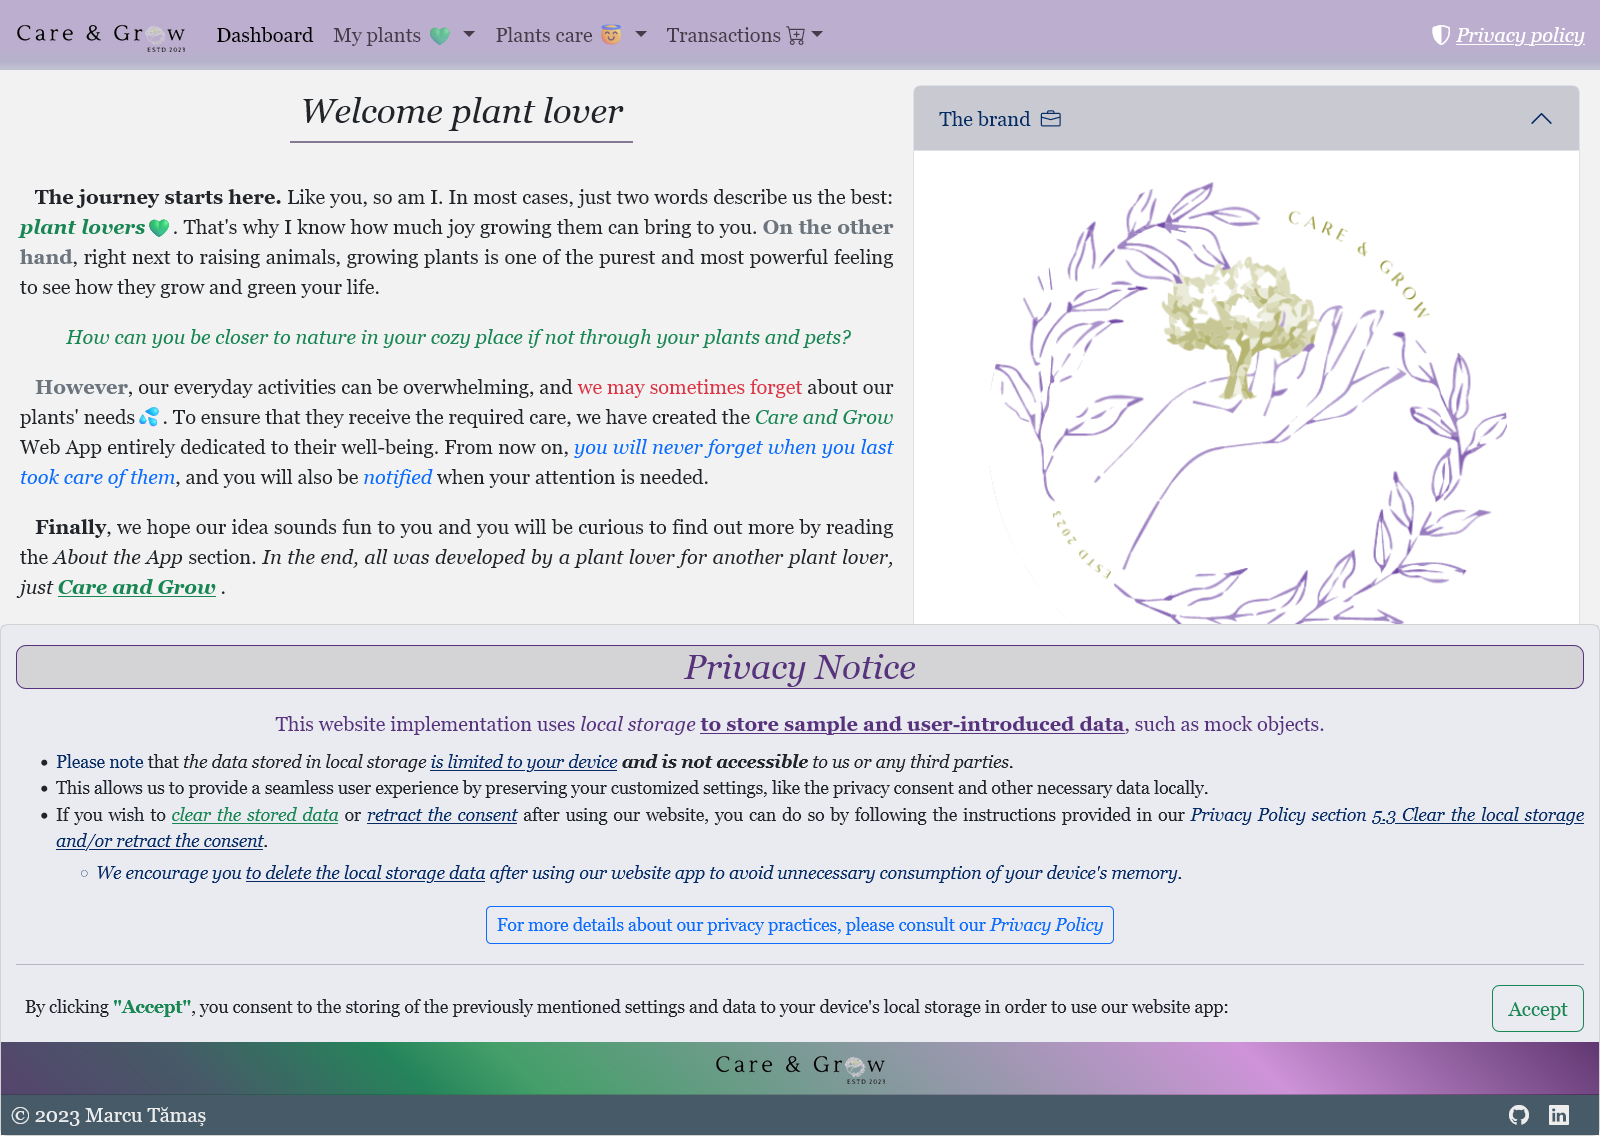 Care & Grow
ESTD 2023
Dashboard My plants 💚 Plants care 😇 Transactions
Privacy policy
Welcome plant lover
The journey starts here. Like you, so am I. In most cases, just two words describe us the best:
plant lovers💚. That's why I know how much joy growing them can bring to you. On the other
hand, right next to raising animals, growing plants is one of the purest and most powerful feeling
to see how they grow and green your life.
How can you be closer to nature in your cozy place if not through your plants and pets?
However, our everyday activities can be overwhelming, and we may sometimes forget about our
plants' needs💦. To ensure that they receive the required care, we have created the Care and Grow
Web App entirely dedicated to their well-being. From now on, you will never forget when you last
took care of them, and you will also be notified when your attention is needed.
Finally, we hope our idea sounds fun to you and you will be curious to find out more by reading
the About the App section. In the end, all was developed by a plant lover for another plant lover,
just Care and Grow .
The brand
CARE & GROW
ESTD 2023
Privacy Notice
This website implementation uses local storage to store sample and user-introduced data, such as mock objects.
• Please note that the data stored in local storage is limited to your device and is not accessible to us or any third parties.
• This allows us to provide a seamless user experience by preserving your customized settings, like the privacy consent and other necessary data locally.
• If you wish to clear the stored data or retract the consent after using our website, you can do so by following the instructions provided in our Privacy Policy section 5.3 Clear the local storage
and/or retract the consent.
◦ We encourage you to delete the local storage data after using our website app to avoid unnecessary consumption of your device's memory.
For more details about our privacy practices, please consult our Privacy Policy
By clicking "Accept", you consent to the storing of the previously mentioned settings and data to your device's local storage in order to use our website app:
Accept
Care & Grow
ESTD 2023
© 2023 Marcu Tămaș